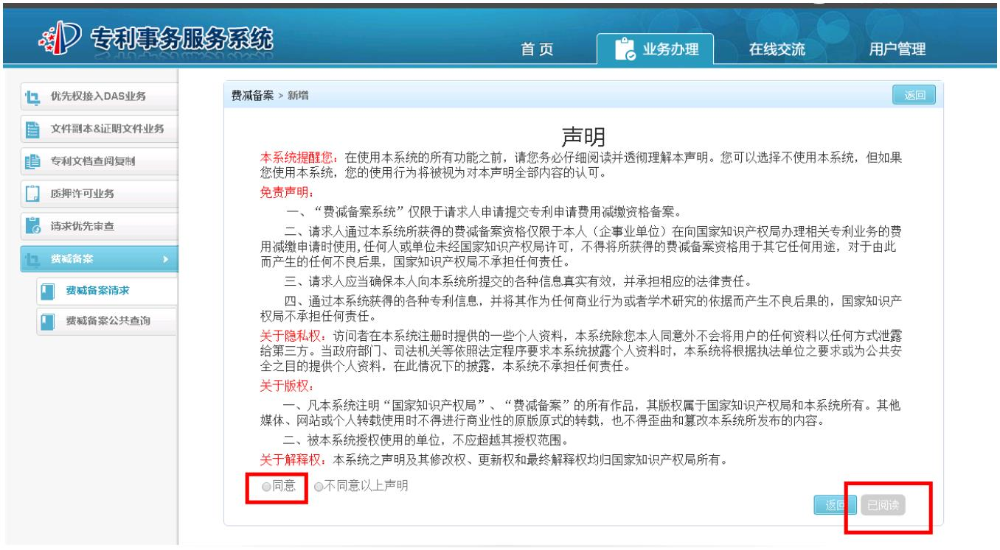 专利事务服务系统
首页
业务办理
在线交流
用户管理
优先权接入DAS业务
文件副本&证明文件业务
专利文档查阅复制
质押许可业务
请求优先审查
费减备案
费减备案请求
费减备案公共查询
费减备案 > 新增
返回
声明
本系统提醒您：在使用本系统的所有功能之前，请您务必仔细阅读并透彻理解本声明。您可以选择不使用本系统，但如果
您使用本系统，您的使用行为将被视为对本声明全部内容的认可。
免责声明：
一、“费减备案系统”仅限于请求人申请提交专利申请费用减缴资格备案。
二、请求人通过本系统所获得的费减备案资格仅限于本人（企事业单位）在向国家知识产权局办理相关专利业务的费
用减缴申请时使用,任何人或单位未经国家知识产权局许可，不得将所获得的费减备案资格用于其它任何用途，对于由此
而产生的任何不良后果，国家知识产权局不承担任何责任。
三、请求人应当确保本人向本系统所提交的各种信息真实有效，并承担相应的法律责任。
四、通过本系统获得的各种专利信息，并将其作为任何商业行为或者学术研究的依据而产生不良后果的，国家知识产
权局不承担任何责任。
关于隐私权：访问者在本系统注册时提供的一些个人资料，本系统除您本人同意外不会将用户的任何资料以任何方式泄露
给第三方。当政府部门、司法机关等依照法定程序要求本系统披露个人资料时，本系统将根据执法单位之要求或为公共安
全之目的提供个人资料，在此情况下的披露，本系统不承担任何责任。
关于版权：
一、凡本系统注明“国家知识产权局”、“费减备案”的所有作品，其版权属于国家知识产权局和本系统所有。其他
媒体、网站或个人转载使用时不得进行商业性的原版原式的转载，也不得歪曲和篡改本系统所发布的内容。
二、被本系统授权使用的单位，不应超越其授权范围。
关于解释权：本系统之声明及其修改权、更新权和最终解释权均归国家知识产权局所有。
同意 不同意以上声明
返回 已阅读